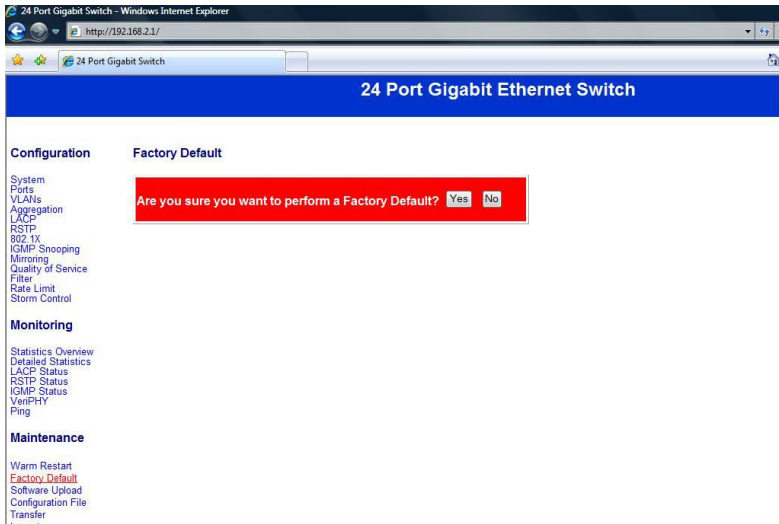 24 Port Gigabit Switch - Windows Internet Explorer
http://192.168.2.1/
24 Port Gigabit Switch
24 Port Gigabit Ethernet Switch
Configuration
System
Ports
VLANs
Aggregation
LACP
RSTP
802.1X
IGMP Snooping
Mirroring
Quality of Service
Filter
Rate Limit
Storm Control
Monitoring
Statistics Overview
Detailed Statistics
LACP Status
RSTP Status
IGMP Status
VeriPHY
Ping
Maintenance
Warm Restart
Factory Default
Software Upload
Configuration File
Transfer
Factory Default
Are you sure you want to perform a Factory Default? Yes No